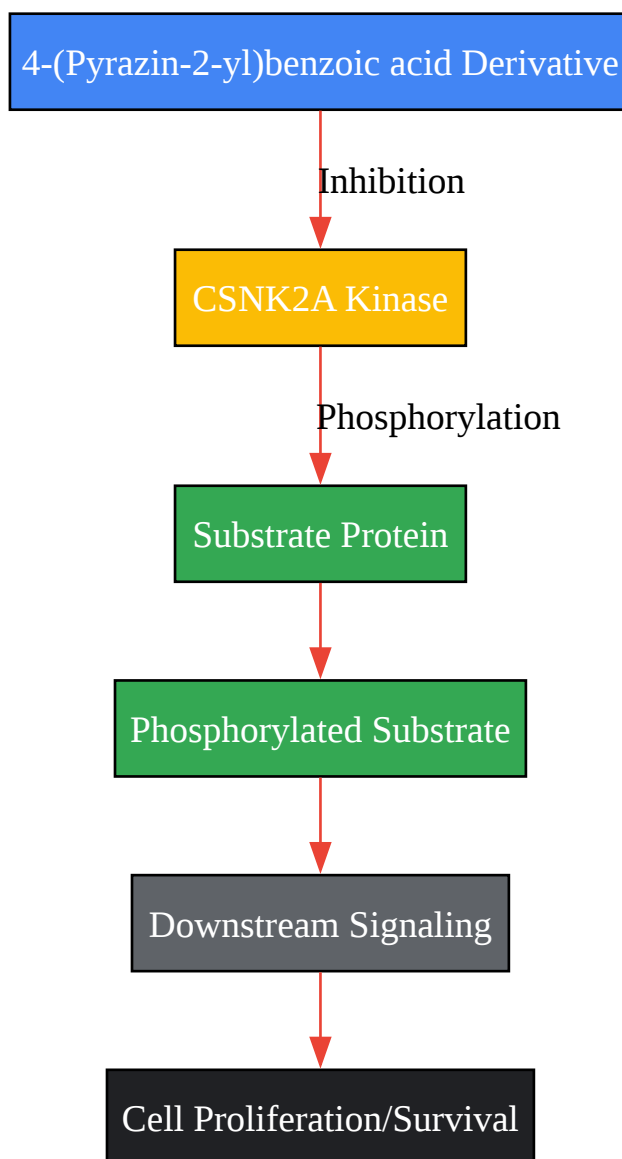 4-(Pyrazin-2-yl)benzoic acid Derivative
Inhibition
CSNK2A Kinase
Phosphorylation
Substrate Protein
Phosphorylated Substrate
Downstream Signaling
Cell Proliferation/Survival